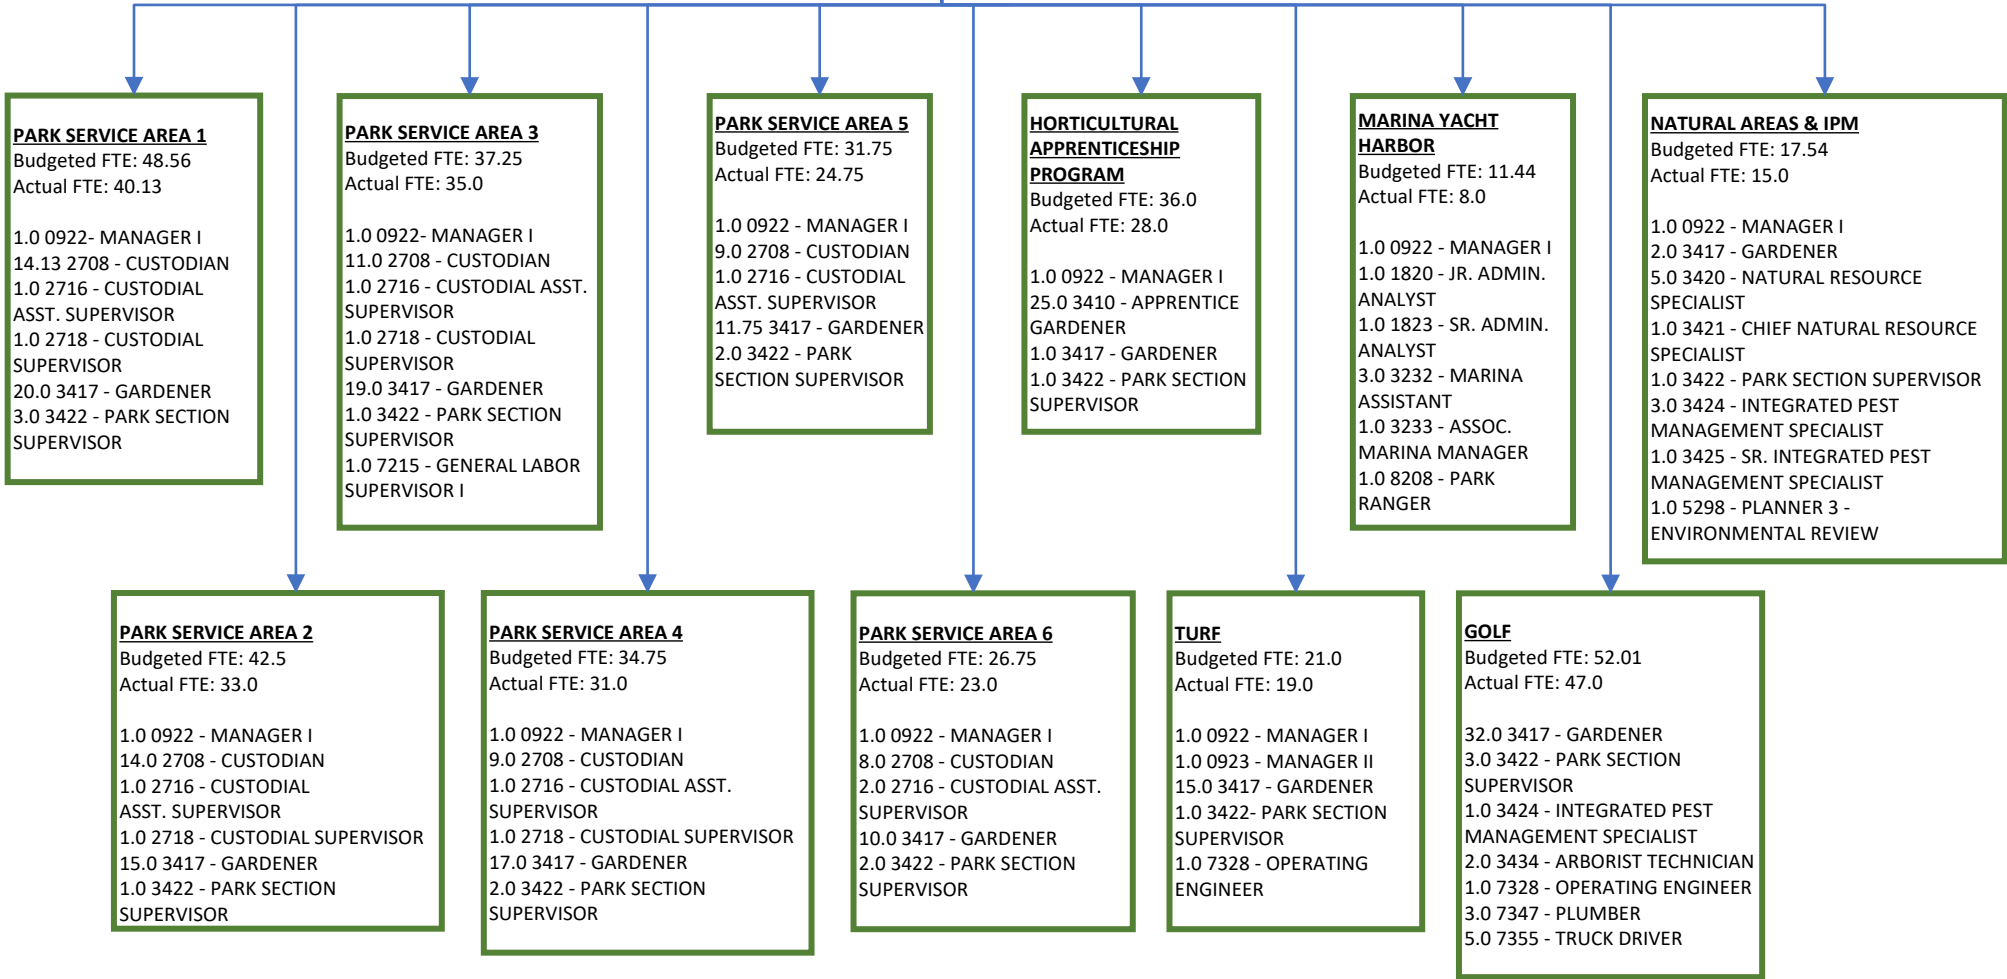 PARK SERVICE AREA 1
Budgeted FTE: 48.56
Actual FTE: 40.13
1.0 0922- MANAGER I
14.13 2708 - CUSTODIAN
1.0 2716 - CUSTODIAL
ASST. SUPERVISOR
1.0 2718 - CUSTODIAL
SUPERVISOR
20.0 3417 - GARDENER
3.0 3422 - PARK SECTION
SUPERVISOR
PARK SERVICE AREA 3
Budgeted FTE: 37.25
Actual FTE: 35.0
1.0 0922- MANAGER I
11.0 2708 - CUSTODIAN
1.0 2716 - CUSTODIAL ASST.
SUPERVISOR
1.0 2718 - CUSTODIAL
SUPERVISOR
19.0 3417 - GARDENER
1.0 3422 - PARK SECTION
SUPERVISOR
1.0 7215 - GENERAL LABOR
SUPERVISOR I
PARK SERVICE AREA 5
Budgeted FTE: 31.75
Actual FTE: 24.75
1.0 0922 - MANAGER I
9.0 2708 - CUSTODIAN
1.0 2716 - CUSTODIAL
ASST. SUPERVISOR
11.75 3417 - GARDENER
2.0 3422 - PARK
SECTION SUPERVISOR
HORTICULTURAL
APPRENTICESHIP
PROGRAM
Budgeted FTE: 36.0
Actual FTE: 28.0
1.0 0922 - MANAGER I
25.0 3410 - APPRENTICE
GARDENER
1.0 3417 - GARDENER
1.0 3422 - PARK SECTION
SUPERVISOR
MARINA YACHT
HARBOR
Budgeted FTE: 11.44
Actual FTE: 8.0
1.0 0922 - MANAGER I
1.0 1820 - JR. ADMIN.
ANALYST
1.0 1823 - SR. ADMIN.
ANALYST
3.0 3232 - MARINA
ASSISTANT
1.0 3233 - ASSOC.
MARINA MANAGER
1.0 8208 - PARK
RANGER
NATURAL AREAS & IPM
Budgeted FTE: 17.54
Actual FTE: 15.0
1.0 0922 - MANAGER I
2.0 3417 - GARDENER
5.0 3420 - NATURAL RESOURCE
SPECIALIST
1.0 3421 - CHIEF NATURAL RESOURCE
SPECIALIST
1.0 3422 - PARK SECTION SUPERVISOR
3.0 3424 - INTEGRATED PEST
MANAGEMENT SPECIALIST
1.0 3425 - SR. INTEGRATED PEST
MANAGEMENT SPECIALIST
1.0 5298 - PLANNER 3 -
ENVIRONMENTAL REVIEW
PARK SERVICE AREA 2
Budgeted FTE: 42.5
Actual FTE: 33.0
1.0 0922 - MANAGER I
14.0 2708 - CUSTODIAN
1.0 2716 - CUSTODIAL
ASST. SUPERVISOR
1.0 2718 - CUSTODIAL SUPERVISOR
15.0 3417 - GARDENER
1.0 3422 - PARK SECTION
SUPERVISOR
PARK SERVICE AREA 4
Budgeted FTE: 34.75
Actual FTE: 31.0
1.0 0922 - MANAGER I
9.0 2708 - CUSTODIAN
1.0 2716 - CUSTODIAL ASST.
SUPERVISOR
1.0 2718 - CUSTODIAL SUPERVISOR
17.0 3417 - GARDENER
2.0 3422 - PARK SECTION
SUPERVISOR
PARK SERVICE AREA 6
Budgeted FTE: 26.75
Actual FTE: 23.0
1.0 0922 - MANAGER I
8.0 2708 - CUSTODIAN
2.0 2716 - CUSTODIAL ASST.
SUPERVISOR
10.0 3417 - GARDENER
2.0 3422 - PARK SECTION
SUPERVISOR
TURF
Budgeted FTE: 21.0
Actual FTE: 19.0
1.0 0922 - MANAGER I
1.0 0923 - MANAGER II
15.0 3417 - GARDENER
1.0 3422- PARK SECTION
SUPERVISOR
1.0 7328 - OPERATING
ENGINEER
GOLF
Budgeted FTE: 52.01
Actual FTE: 47.0
32.0 3417 - GARDENER
3.0 3422 - PARK SECTION
SUPERVISOR
1.0 3424 - INTEGRATED PEST
MANAGEMENT SPECIALIST
2.0 3434 - ARBORIST TECHNICIAN
1.0 7328 - OPERATING ENGINEER
3.0 7347 - PLUMBER
5.0 7355 - TRUCK DRIVER